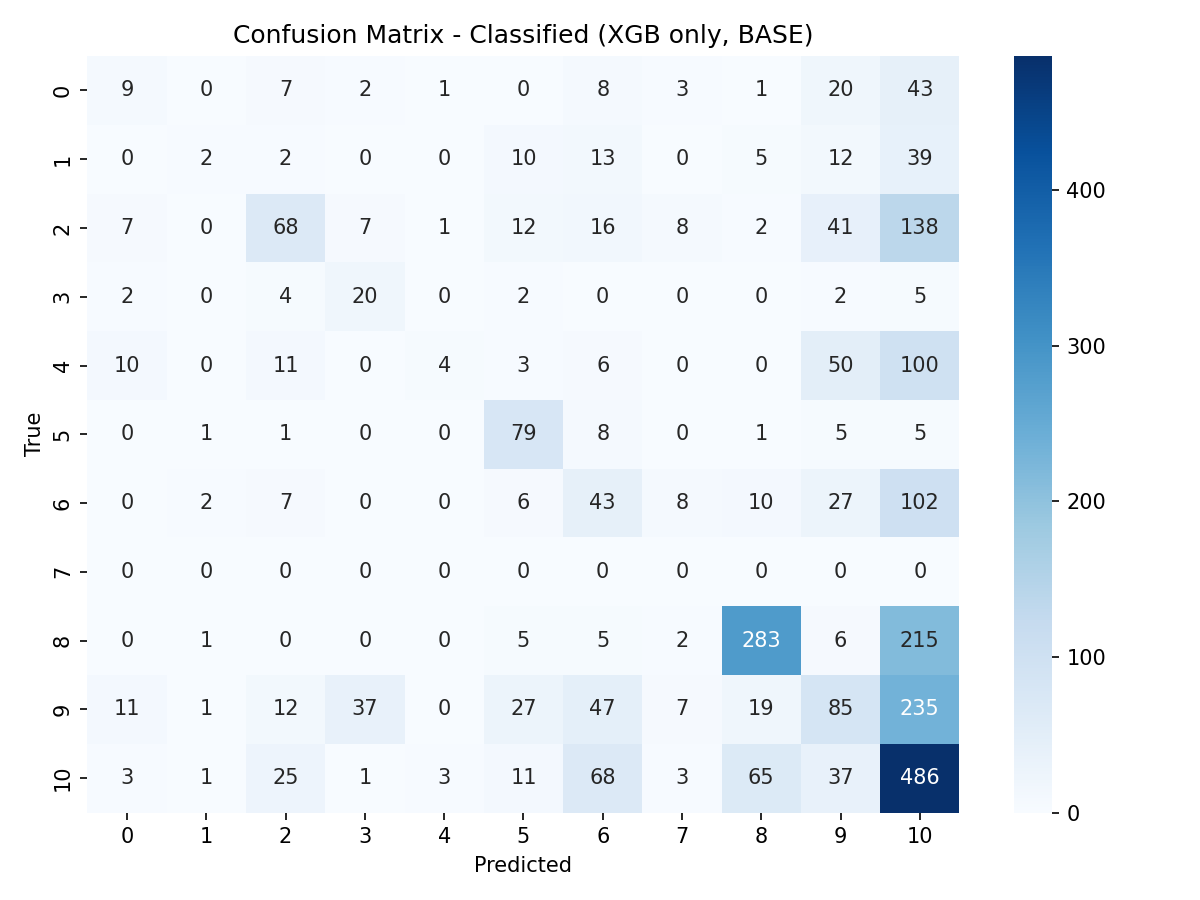 Confusion Matrix - Classified (XGB only, BASE)
0 9 0 7 2 1 0 8 3 1 20 43
1 0 2 2 0 0 10 13 0 5 12 39
2 7 0 68 7 1 12 16 8 2 41 138
3 2 0 4 20 0 2 0 0 0 2 5
4 10 0 11 0 4 3 6 0 0 50 100
5 0 1 1 0 0 79 8 0 1 5 5
6 0 2 7 0 0 6 43 8 10 27 102
7 0 0 0 0 0 0 0 0 0 0 0
8 0 1 0 0 0 5 5 2 283 6 215
9 11 1 12 37 0 27 47 7 19 85 235
10 3 1 25 1 3 11 68 3 65 37 486
0 1 2 3 4 5 6 7 8 9 10
Predicted
True
400
300
200
100
0